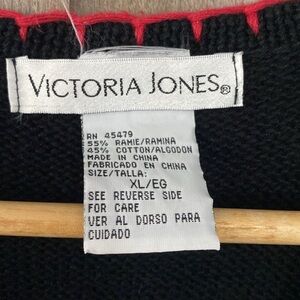 VICTORIA JONES®
RN 45479
55% RAMIE/RAMINA
45% COTTON/ALGODON
MADE IN CHINA
FABRICADO EN CHINA
SIZE/TALLA:
XL/EG
SEE REVERSE SIDE
FOR CARE
VER AL DORSO PARA
CUIDADO